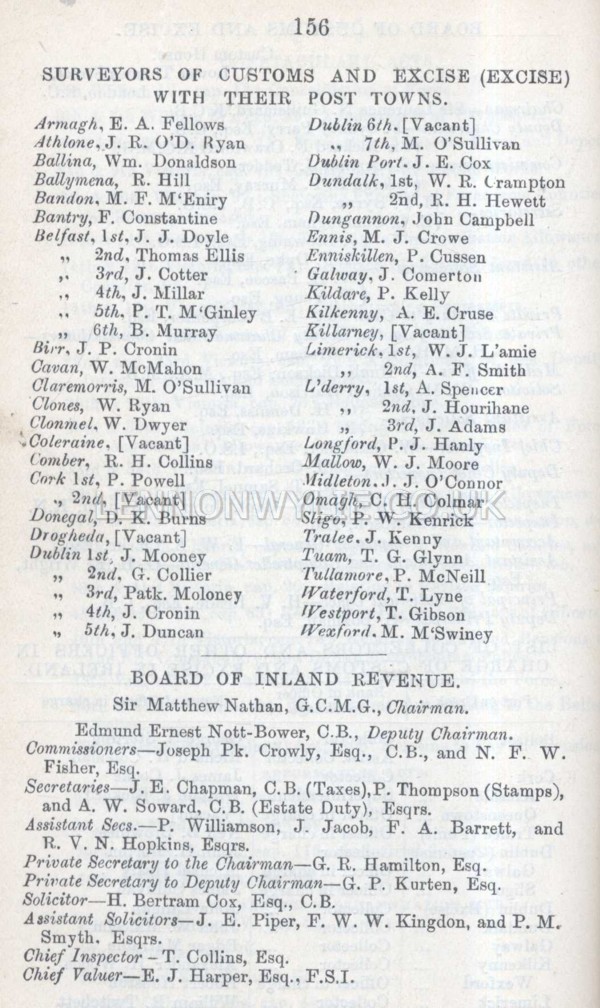 156
SURVEYORS OF CUSTOMS AND EXCISE (EXCISE)
WITH THEIR POST TOWNS.
Armagh, E. A. Fellows
Athlone, J. R. O'D. Ryan
Ballina, Wm. Donaldson
Ballymena, R. Hill
Bandon, M. F. M'Eniry
Bantry, F. Constantine
Belfast, 1st, J. J. Doyle
„ 2nd, Thomas Ellis
„ 3rd, J. Cotter
„ 4th, J. Millar
„ 5th, P. T. M'Ginley
„ 6th, B. Murray
Birr, J. P. Cronin
Cavan, W. McMahon
Claremorris, M. O'Sullivan
Clones, W. Ryan
Clonmel, W. Dwyer
Coleraine, [Vacant]
Comber, R. H. Collins
Cork 1st, P. Powell
„ 2nd, [Vacant]
Donegal, D. K. Burns
Drogheda, [Vacant]
Dublin 1st, J. Mooney
„ 2nd, G. Collier
„ 3rd, Patk. Moloney
„ 4th, J. Cronin
„ 5th, J. Duncan
Dublin 6th, [Vacant]
„ 7th, M. O'Sullivan
Dublin Port, J. E. Cox
Dundalk, 1st, W. R. Crampton
„ 2nd, R. H. Hewett
Dungannon, John Campbell
Ennis, M. J. Crowe
Enniskillen, P. Cussen
Galway, J. Comerton
Kildare, P. Kelly
Kilkenny, A. E. Cruse
Killarney, [Vacant]
Limerick, 1st, W. J. L'amie
„ 2nd, A. F. Smith
L'derry, 1st, A. Spencer
„ 2nd, J. Hourihane
„ 3rd, J. Adams
Longford, P. J. Hanly
Mallow, W. J. Moore
Midleton, J. J. O'Connor
Omagh, C. H. Colmar
Sligo, P. W. Kenrick
Tralee, J. Kenny
Tuam, T. G. Glynn
Tullamore, P. McNeill
Waterford, T. Lyne
Westport, T. Gibson
Wexford, M. M'Swiney
LENNONWYLIE.CO.UK
BOARD OF INLAND REVENUE.
Sir Matthew Nathan, G.C.M.G., Chairman.
Edmund Ernest Nott-Bower, C.B., Deputy Chairman.
Commissioners—Joseph Pk. Crowly, Esq., C.B., and N. F. W.
Fisher, Esq.
Secretaries—J. E. Chapman, C.B. (Taxes), P. Thompson (Stamps),
and A. W. Soward, C.B. (Estate Duty), Esqrs.
Assistant Secs.—P. Williamson, J. Jacob, F. A. Barrett, and
R. V. N. Hopkins, Esqrs.
Private Secretary to the Chairman—G. R. Hamilton, Esq.
Private Secretary to Deputy Chairman—G. P. Kurten, Esq.
Solicitor—H. Bertram Cox, Esq., C.B.
Assistant Solicitors—J. E. Piper, F. W. W. Kingdon, and P. M.
Smyth, Esqrs.
Chief Inspector – T. Collins, Esq.
Chief Valuer—E. J. Harper, Esq., F.S.I.